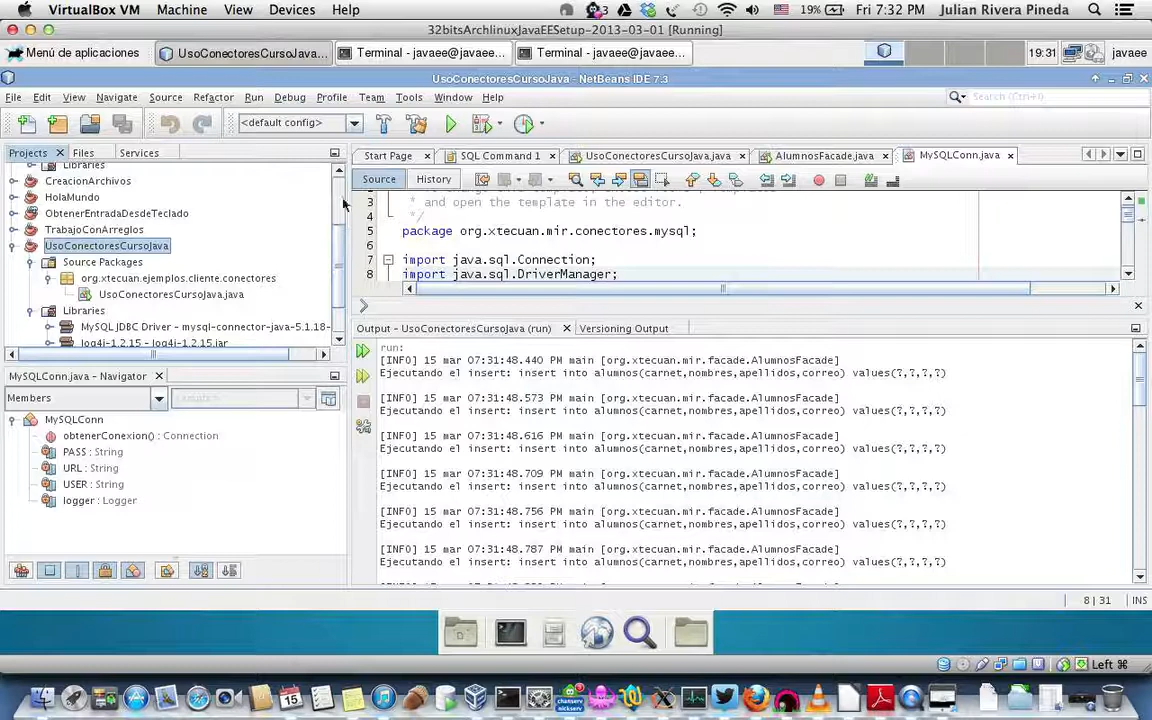 VirtualBox VM Machine View Devices Help 3 19% Fri 7:32 PM Julian Rivera Pineda
32bitsArchlinuxJavaEESetup-2013-03-01 [Running]
Menú de aplicaciones UsoConectoresCursoJava... Terminal - javaee@javaee... Terminal - javaee@javaee... 19:31 javaee
UsoConectoresCursoJava - NetBeans IDE 7.3
File Edit View Navigate Source Refactor Run Debug Profile Team Tools Window Help Search (Ctrl+I)
<default config>
Projects Files Services Start Page SQL Command 1 UsoConectoresCursoJava.java AlumnosFacade.java MySQLConn.java
Libraries
CreacionArchivos
HolaMundo
ObtenerEntradaDesdeTeclado
TrabajoConArreglos
UsoConectoresCursoJava
Source Packages
org.xtecuan.ejemplos.cliente.conectores
UsoConectoresCursoJava.java
Libraries
MySQL JDBC Driver - mysql-connector-java-5.1.18-
log4j-1.2.15.jar
Source History
3 * and open the template in the editor.
4 */
5 package org.xtecuan.mir.conectores.mysql;
6
7 import java.sql.Connection;
8 import java.sql.DriverManager;
MySQLConn.java - Navigator
Members
MySQLConn
obtenerConexion() : Connection
PASS : String
URL : String
USER : String
logger : Logger
Output - UsoConectoresCursoJava (run) Versioning Output
run:
[INFO] 15 mar 07:31:48.440 PM main [org.xtecuan.mir.facade.AlumnosFacade]
Ejecutando el insert: insert into alumnos(carnet,nombres,apellidos,correo) values(?,?,?,?)
[INFO] 15 mar 07:31:48.573 PM main [org.xtecuan.mir.facade.AlumnosFacade]
Ejecutando el insert: insert into alumnos(carnet,nombres,apellidos,correo) values(?,?,?,?)
[INFO] 15 mar 07:31:48.616 PM main [org.xtecuan.mir.facade.AlumnosFacade]
Ejecutando el insert: insert into alumnos(carnet,nombres,apellidos,correo) values(?,?,?,?)
[INFO] 15 mar 07:31:48.709 PM main [org.xtecuan.mir.facade.AlumnosFacade]
Ejecutando el insert: insert into alumnos(carnet,nombres,apellidos,correo) values(?,?,?,?)
[INFO] 15 mar 07:31:48.756 PM main [org.xtecuan.mir.facade.AlumnosFacade]
Ejecutando el insert: insert into alumnos(carnet,nombres,apellidos,correo) values(?,?,?,?)
[INFO] 15 mar 07:31:48.787 PM main [org.xtecuan.mir.facade.AlumnosFacade]
Ejecutando el insert: insert into alumnos(carnet,nombres,apellidos,correo) values(?,?,?,?)
8 | 31 INS
Left ⌘